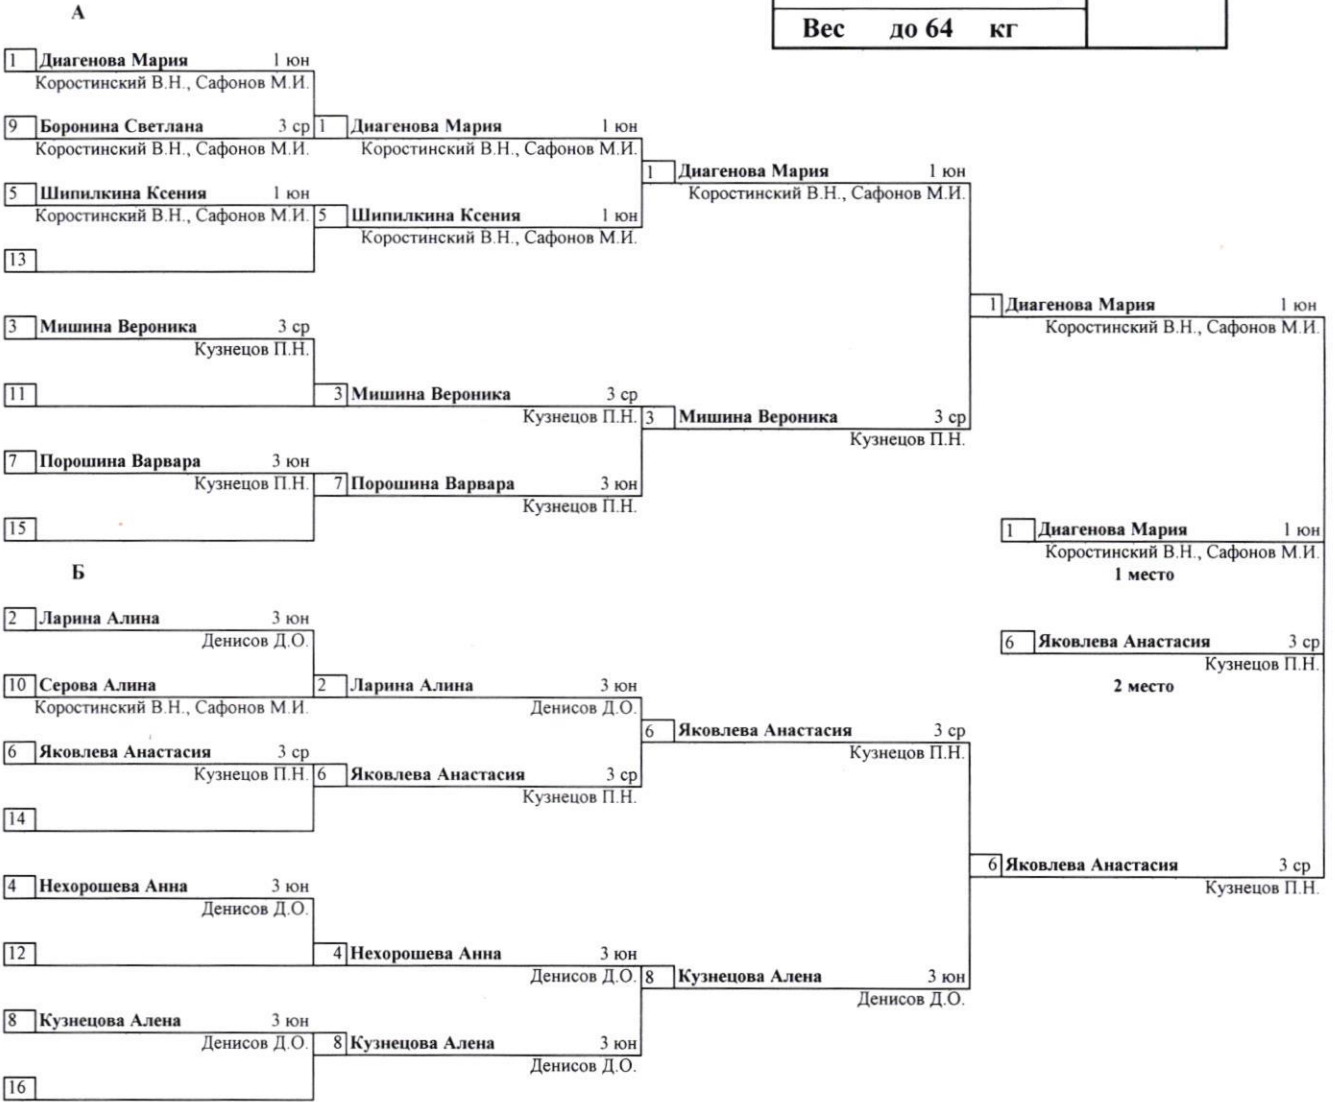 А
Вес до 64 кг
1 Диагенова Мария 1 юн
Коростинский В.Н., Сафонов М.И.
9 Боронина Светлана 3 ср
Коростинский В.Н., Сафонов М.И.
5 Шипилкина Ксения 1 юн
Коростинский В.Н., Сафонов М.И.
13
3 Мишина Вероника 3 ср
Кузнецов П.Н.
11
7 Порошина Варвара 3 юн
Кузнецов П.Н.
15
1 Диагенова Мария 1 юн
Коростинский В.Н., Сафонов М.И.
5 Шипилкина Ксения 1 юн
Коростинский В.Н., Сафонов М.И.
3 Мишина Вероника 3 ср
Кузнецов П.Н.
7 Порошина Варвара 3 юн
Кузнецов П.Н.
1 Диагенова Мария 1 юн
Коростинский В.Н., Сафонов М.И.
3 Мишина Вероника 3 ср
Кузнецов П.Н.
1 Диагенова Мария 1 юн
Коростинский В.Н., Сафонов М.И.
1 Диагенова Мария 1 юн
Коростинский В.Н., Сафонов М.И.
1 место
6 Яковлева Анастасия 3 ср
Кузнецов П.Н.
2 место
Б
2 Ларина Алина 3 юн
Денисов Д.О.
10 Серова Алина
Коростинский В.Н., Сафонов М.И.
6 Яковлева Анастасия 3 ср
Кузнецов П.Н.
14
4 Нехорошева Анна 3 юн
Денисов Д.О.
12
8 Кузнецова Алена 3 юн
Денисов Д.О.
16
2 Ларина Алина 3 юн
Денисов Д.О.
6 Яковлева Анастасия 3 ср
Кузнецов П.Н.
4 Нехорошева Анна 3 юн
Денисов Д.О.
8 Кузнецова Алена 3 юн
Денисов Д.О.
6 Яковлева Анастасия 3 ср
Кузнецов П.Н.
8 Кузнецова Алена 3 юн
Денисов Д.О.
6 Яковлева Анастасия 3 ср
Кузнецов П.Н.